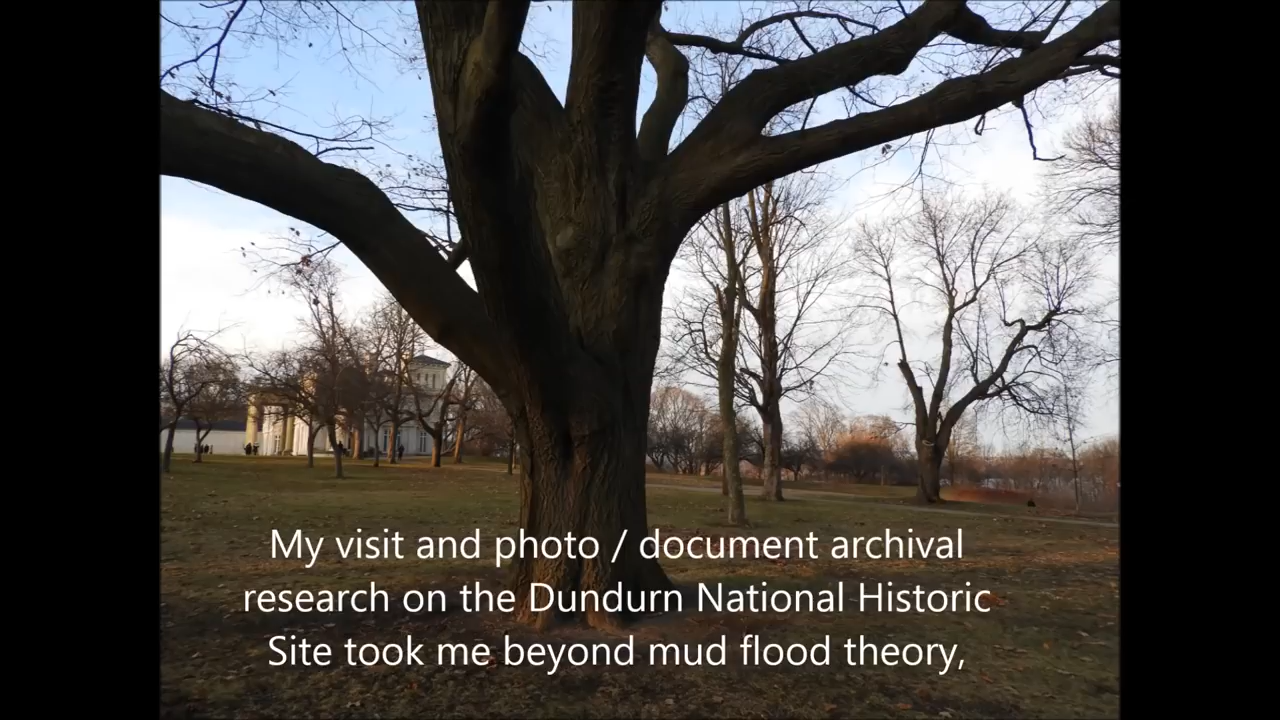 My visit and photo / document archival
research on the Dundurn National Historic
Site took me beyond mud flood theory,